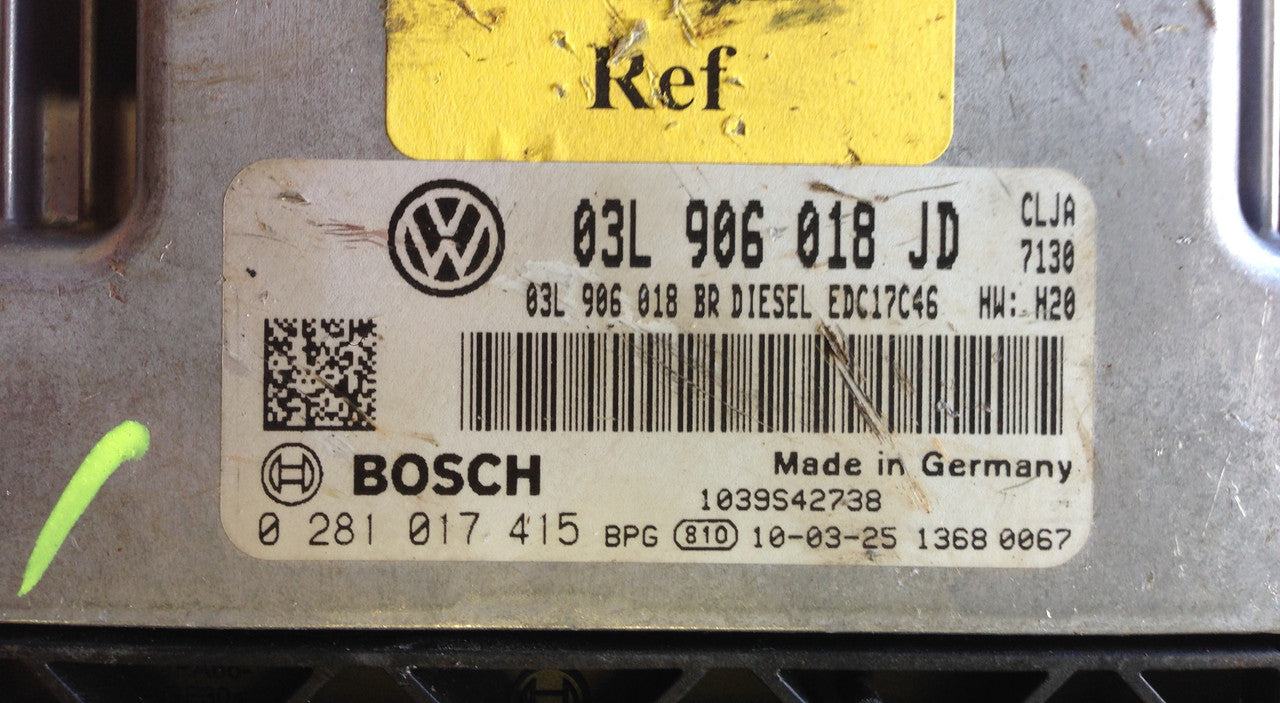 Ref
03L 906 018 JD
CLJA
7130
03L 906 018 BR DIESEL EDC17C46 HW: H20
BOSCH
Made in Germany
1039S42738
0 281 017 415 BPG 810 10-03-25 1368 0067